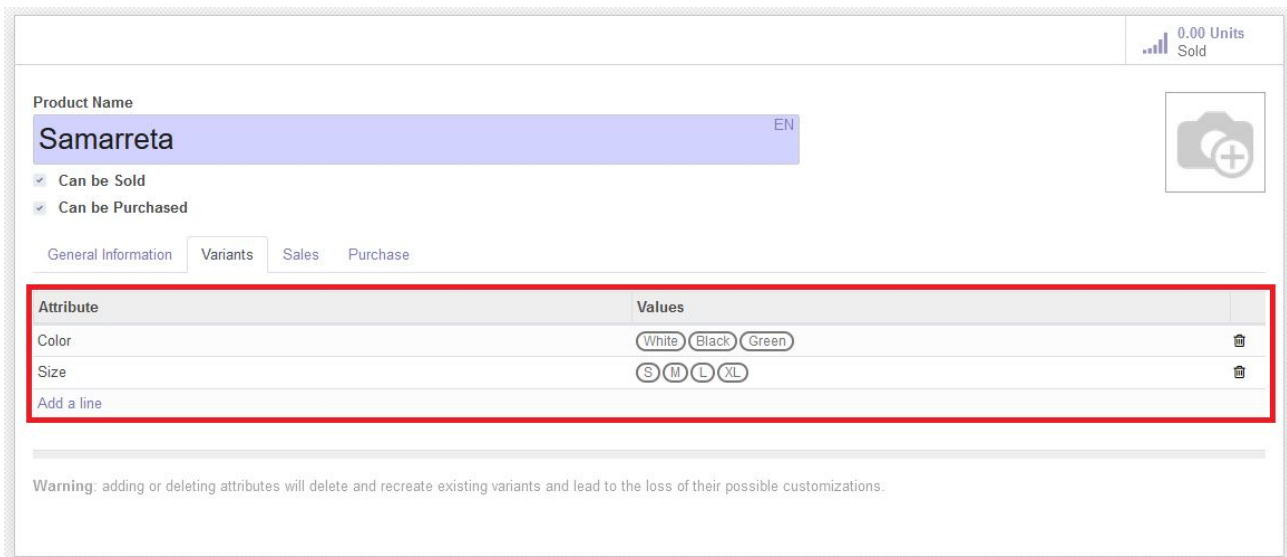 0.00 Units
Sold
Product Name
Samarreta EN
Can be Sold
Can be Purchased
General Information Variants Sales Purchase
Attribute Values
Color White Black Green
Size S M L XL
Add a line
Warning: adding or deleting attributes will delete and recreate existing variants and lead to the loss of their possible customizations.